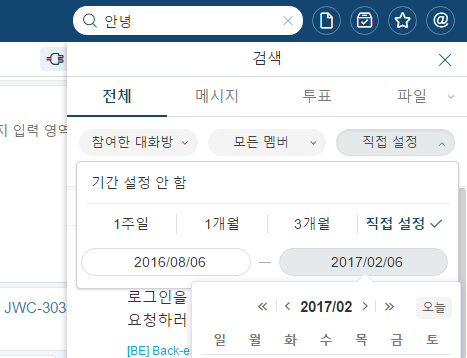 안녕
검색
전체 메시지 투표 파일
지 입력 영역
참여한 대화방 모든 멤버 직접 설정
기간 설정 안 함
1주일 1개월 3개월 직접 설정
2016/08/06 — 2017/02/06
로그인을
JWC-303
« < 2017/02 > » 오늘
요청하러
일 월 화 수 목 금 토
[BE] Back-e